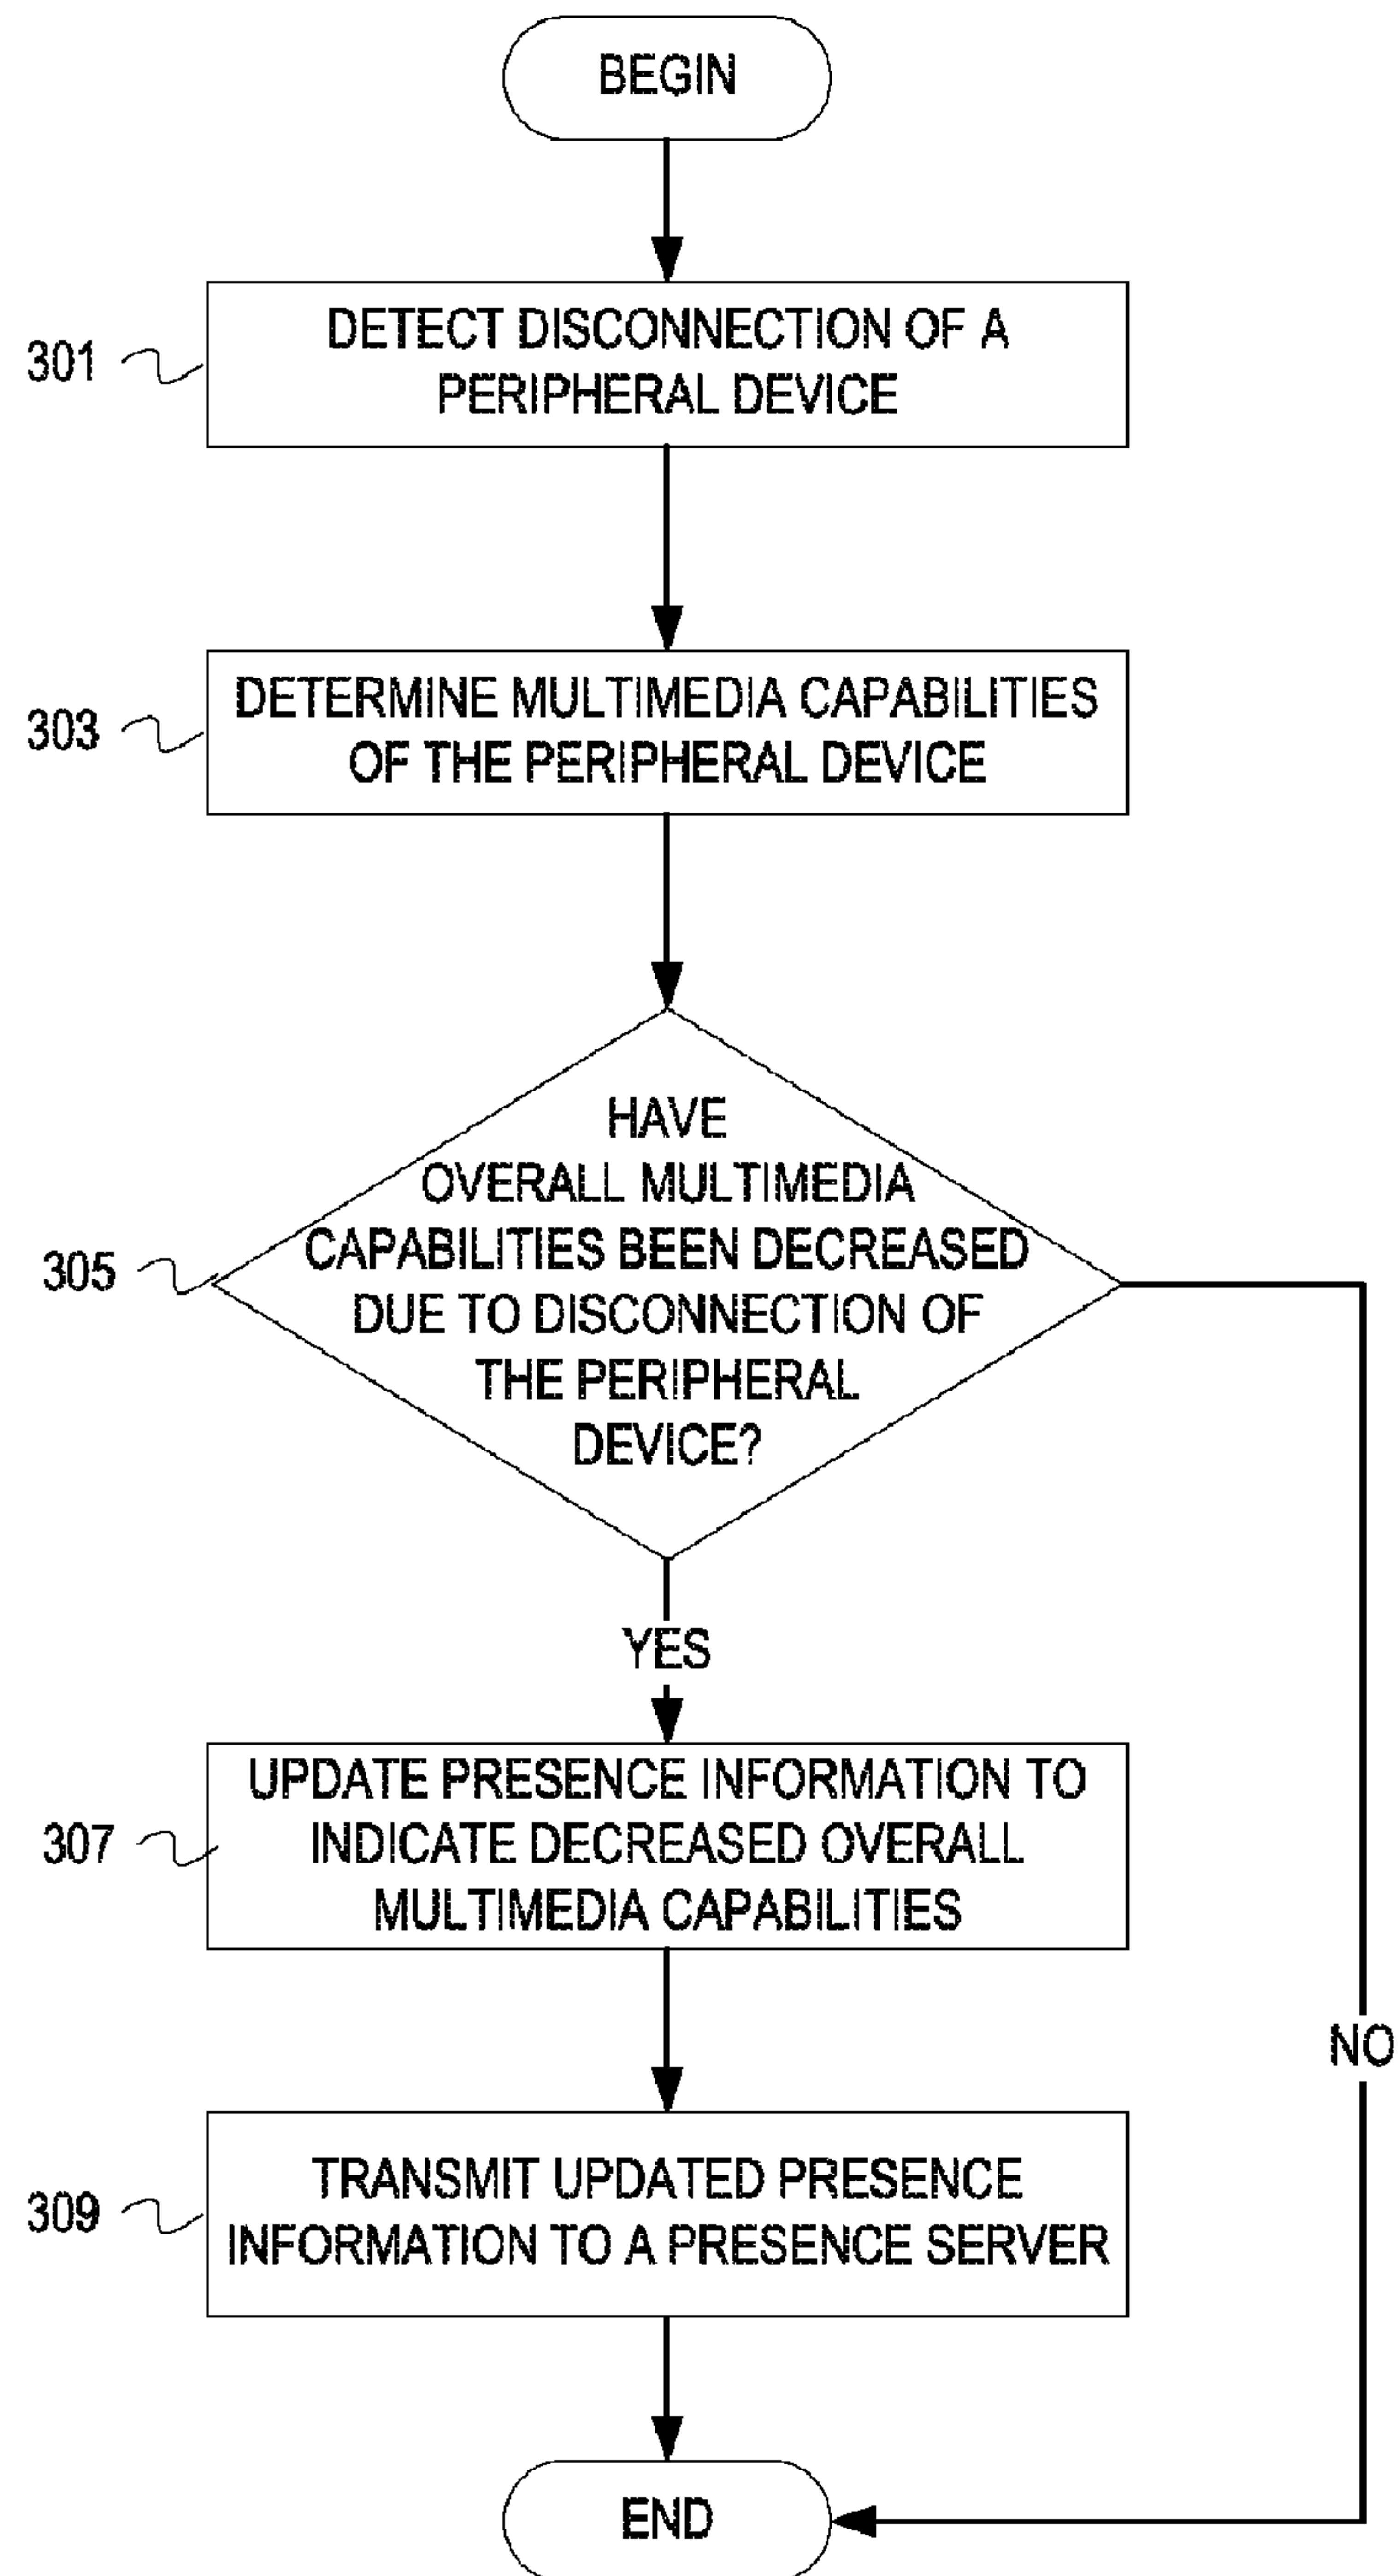 BEGIN
301
DETECT DISCONNECTION OF A
PERIPHERAL DEVICE
303
DETERMINE MULTIMEDIA CAPABILITIES
OF THE PERIPHERAL DEVICE
305
HAVE
OVERALL MULTIMEDIA
CAPABILITIES BEEN DECREASED
DUE TO DISCONNECTION OF
THE PERIPHERAL
DEVICE?
YES
307
UPDATE PRESENCE INFORMATION TO
INDICATE DECREASED OVERALL
MULTIMEDIA CAPABILITIES
NO
309
TRANSMIT UPDATED PRESENCE
INFORMATION TO A PRESENCE SERVER
END